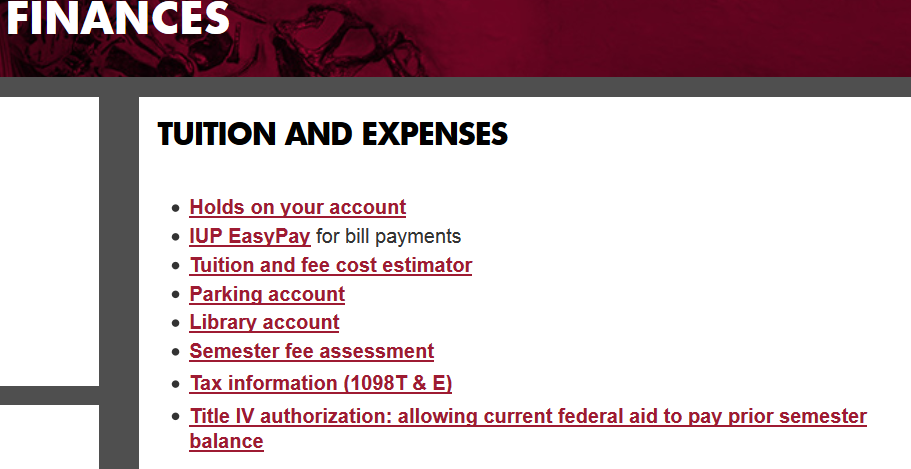 FINANCES
TUITION AND EXPENSES
Holds on your account
IUP EasyPay for bill payments
Tuition and fee cost estimator
Parking account
Library account
Semester fee assessment
Tax information (1098T & E)
Title IV authorization: allowing current federal aid to pay prior semester
balance